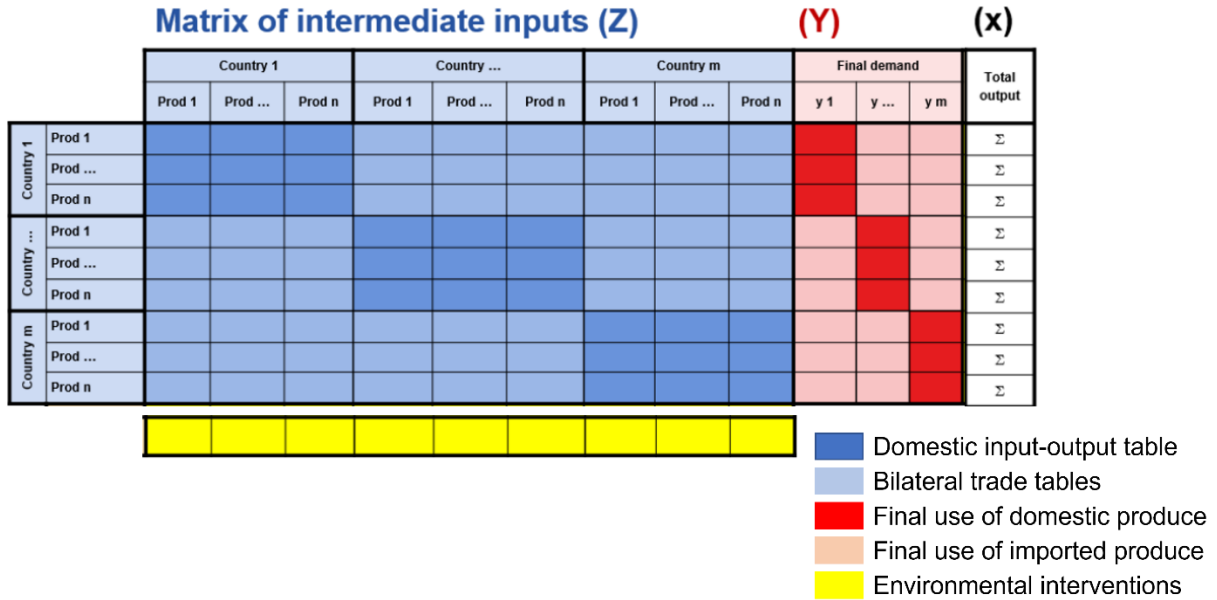 Matrix of intermediate inputs (Z) (Y) (x)
Country 1 Country ... Country m Final demand Total output
Prod 1 Prod ... Prod n Prod 1 Prod ... Prod n Prod 1 Prod ... Prod n y 1 y ... y m
Country 1
Prod 1 Σ
Prod ... Σ
Prod n Σ
Country ...
Prod 1 Σ
Prod ... Σ
Prod n Σ
Country m
Prod 1 Σ
Prod ... Σ
Prod n Σ
Domestic input-output table
Bilateral trade tables
Final use of domestic produce
Final use of imported produce
Environmental interventions